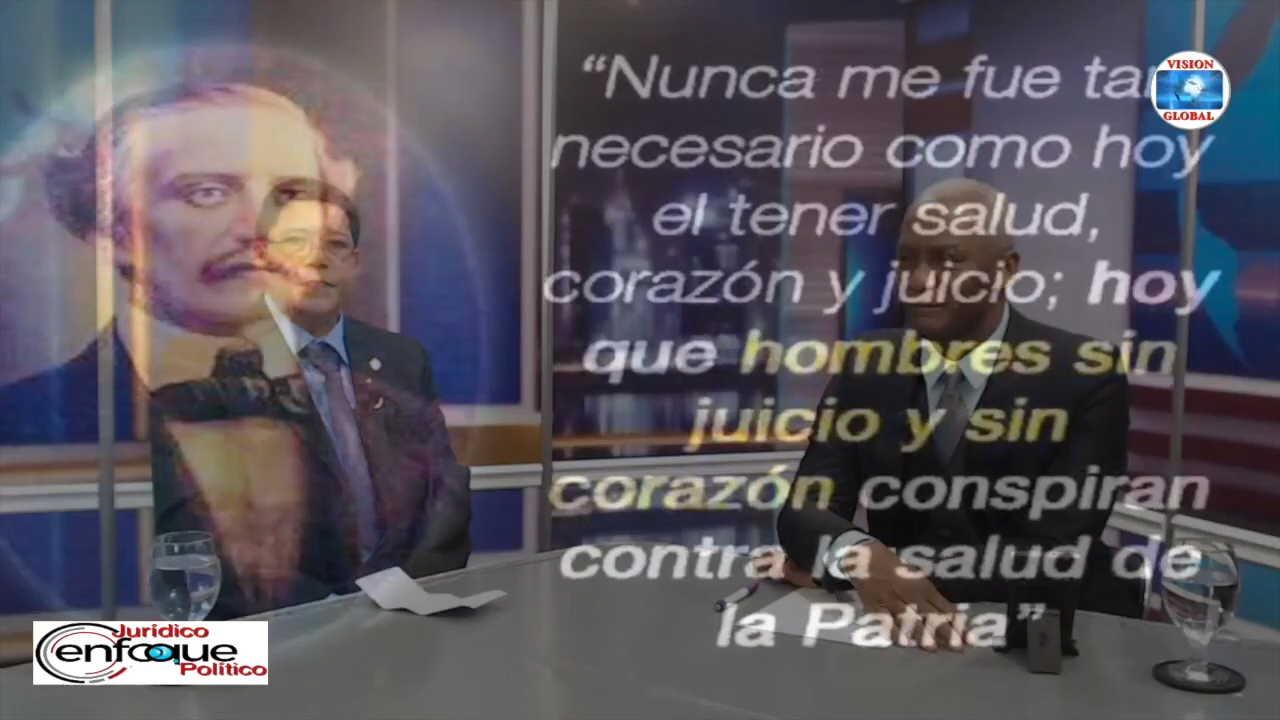 “Nunca me fue tan
necesario como hoy
el tener salud,
corazón y juicio; hoy
que hombres sin
juicio y sin
corazón conspiran
contra la salud de
la Patria”
VISION
GLOBAL
Jurídico
enfoque
Político